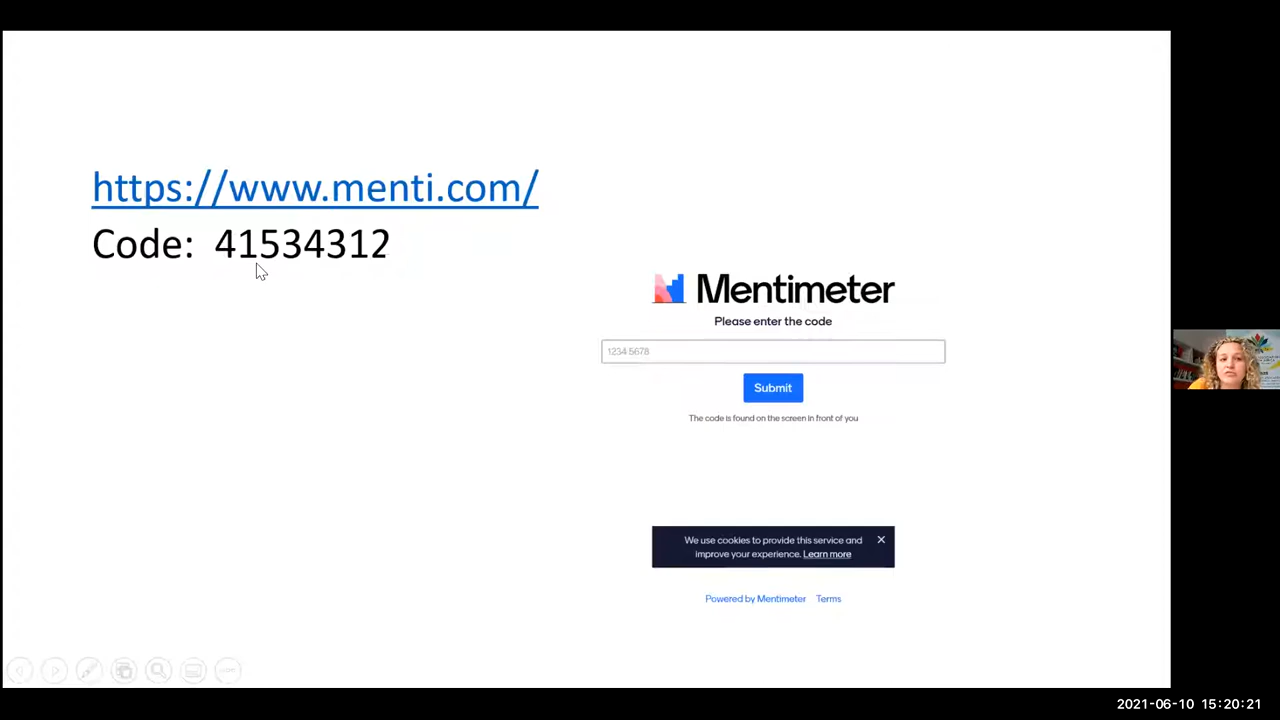 https://www.menti.com/
Code: 41534312
Mentimeter
Please enter the code
1234 5678
Submit
The code is found on the screen in front of you
We use cookies to provide this service and
improve your experience. Learn more
Powered by Mentimeter Terms
2021-06-10 15:20:21